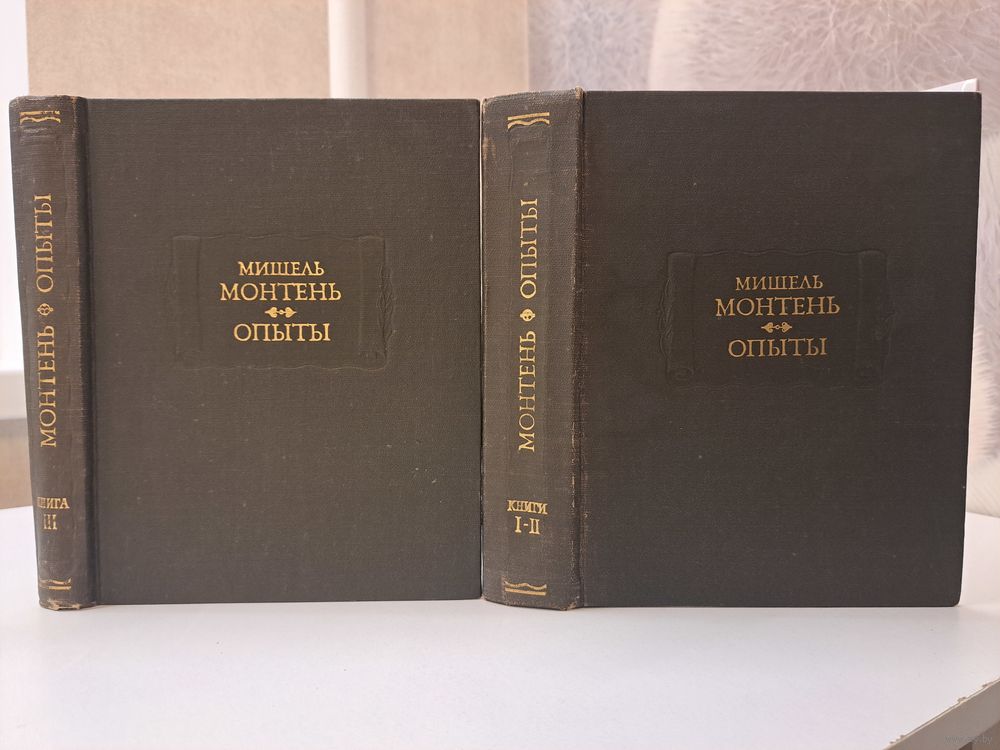 МОНТЕНЬ ОПЫТЫ
КНИГА
III
МИШЕЛЬ
МОНТЕНЬ
ОПЫТЫ
МОНТЕНЬ ОПЫТЫ
КНИГИ
I-II
МИШЕЛЬ
МОНТЕНЬ
ОПЫТЫ